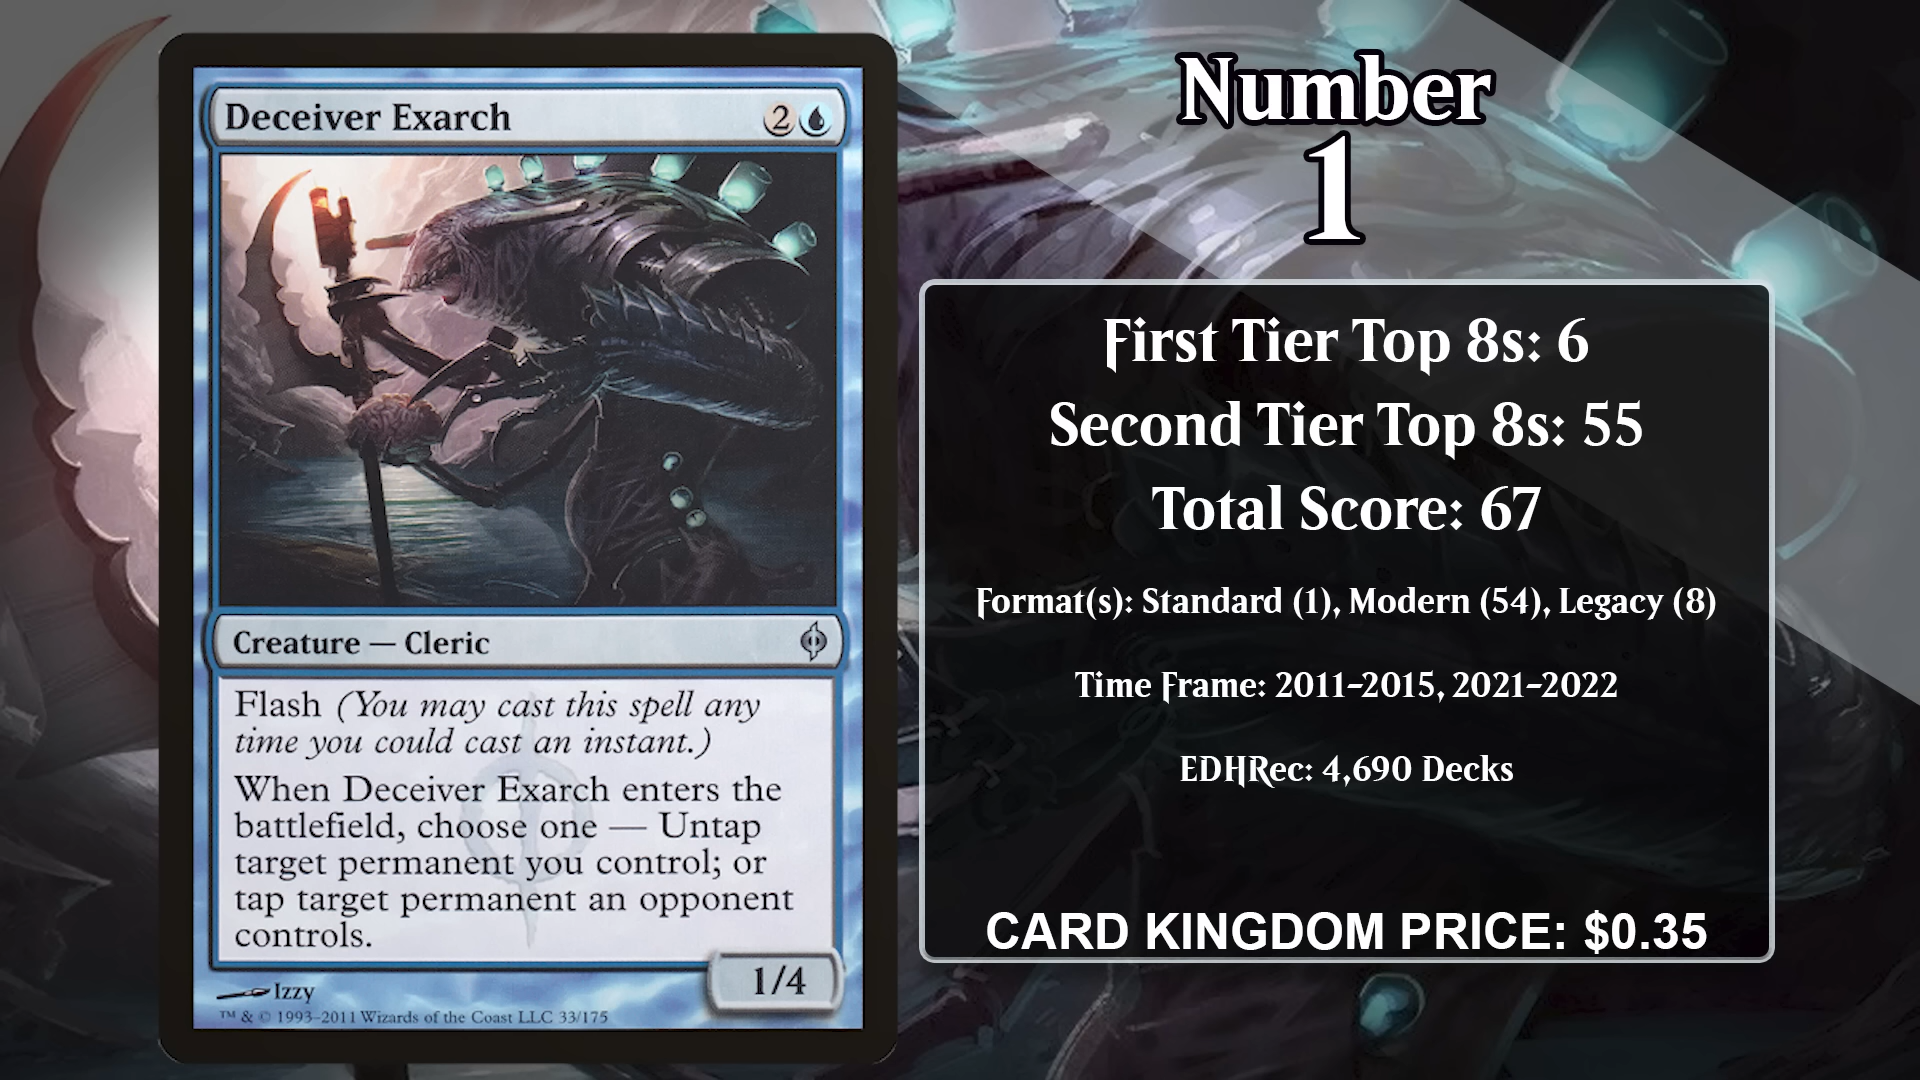 Deceiver Exarch 2
Creature — Cleric
Flash (You may cast this spell any
time you could cast an instant.)
When Deceiver Exarch enters the
battlefield, choose one — Untap
target permanent you control; or
tap target permanent an opponent
controls.
1/4
Izzy
™ & © 1993–2011 Wizards of the Coast LLC 33/175
Number
1
First Tier Top 8s: 6
Second Tier Top 8s: 55
Total Score: 67
Format(s): Standard (1), Modern (54), Legacy (8)
Time Frame: 2011-2015, 2021-2022
EDHRec: 4,690 Decks
CARD KINGDOM PRICE: $0.35